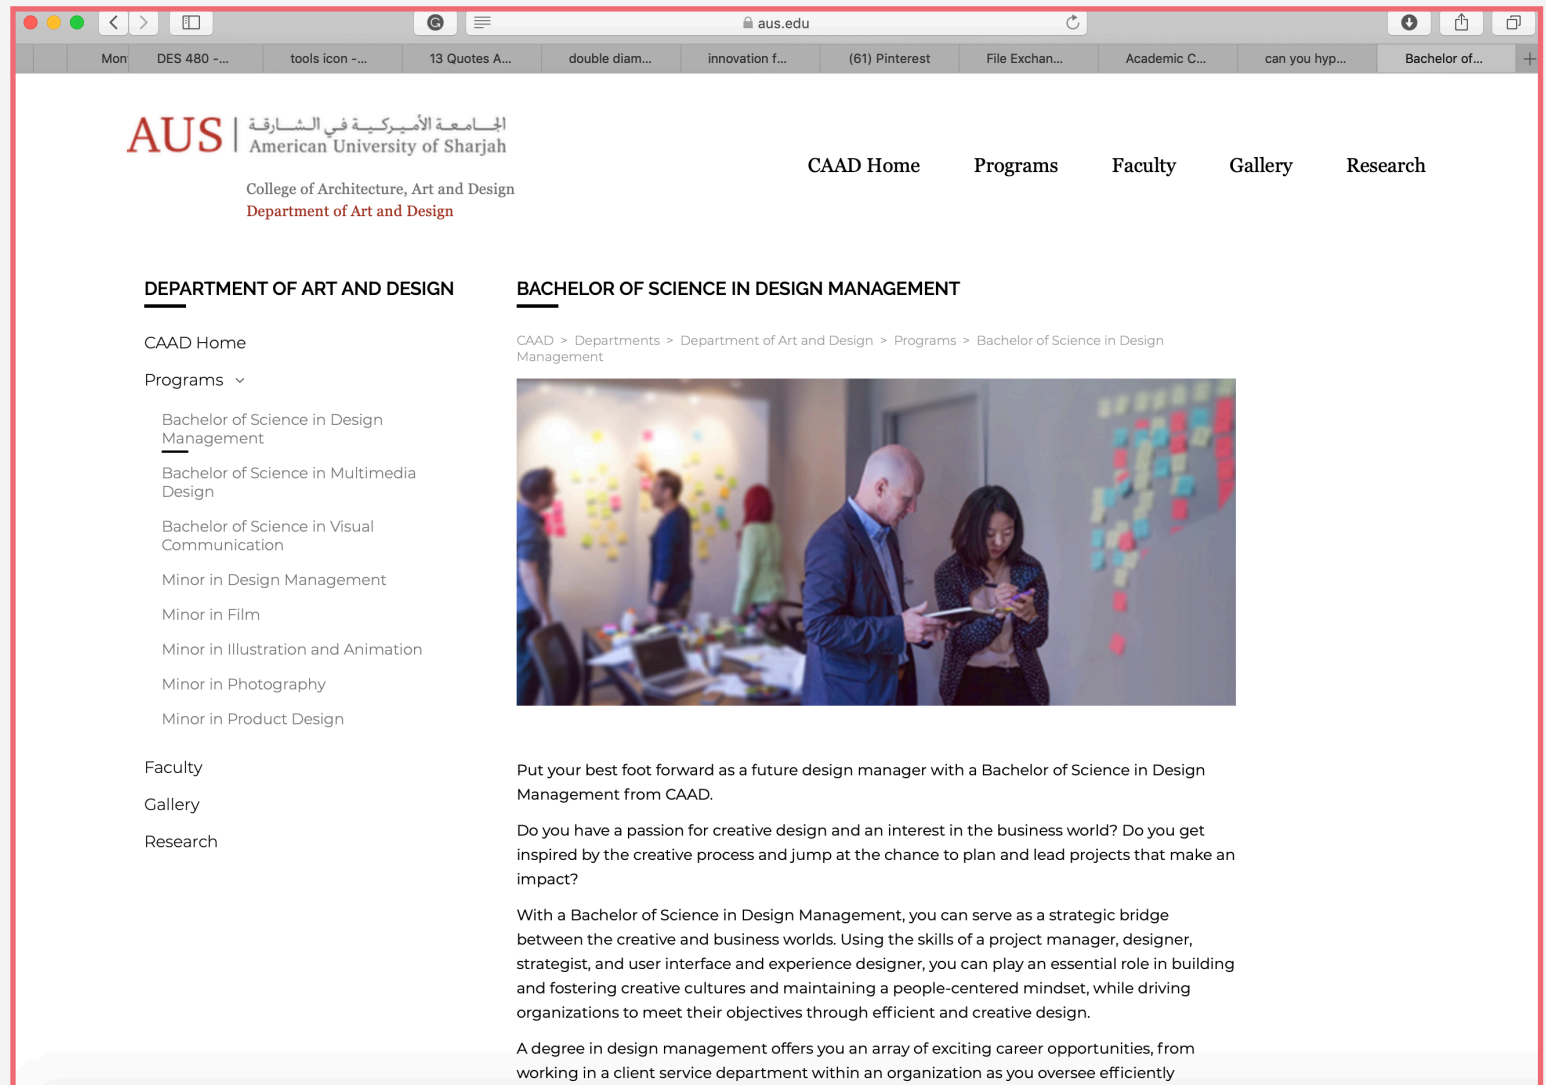 aus.edu
Mon
DES 480 -...
tools icon -...
13 Quotes A...
double diam...
innovation f...
(61) Pinterest
File Exchan...
Academic C...
can you hyp...
Bachelor of...
AUS
الجامعة الأميركية في الشارقة
American University of Sharjah
College of Architecture, Art and Design
Department of Art and Design
CAAD Home
Programs
Faculty
Gallery
Research
DEPARTMENT OF ART AND DESIGN
CAAD Home
Programs
Bachelor of Science in Design
Management
Bachelor of Science in Multimedia
Design
Bachelor of Science in Visual
Communication
Minor in Design Management
Minor in Film
Minor in Illustration and Animation
Minor in Photography
Minor in Product Design
Faculty
Gallery
Research
BACHELOR OF SCIENCE IN DESIGN MANAGEMENT
CAAD > Departments > Department of Art and Design > Programs > Bachelor of Science in Design
Management
Put your best foot forward as a future design manager with a Bachelor of Science in Design
Management from CAAD.
Do you have a passion for creative design and an interest in the business world? Do you get
inspired by the creative process and jump at the chance to plan and lead projects that make an
impact?
With a Bachelor of Science in Design Management, you can serve as a strategic bridge
between the creative and business worlds. Using the skills of a project manager, designer,
strategist, and user interface and experience designer, you can play an essential role in building
and fostering creative cultures and maintaining a people-centered mindset, while driving
organizations to meet their objectives through efficient and creative design.
A degree in design management offers you an array of exciting career opportunities, from
working in a client service department within an organization as you oversee efficiently